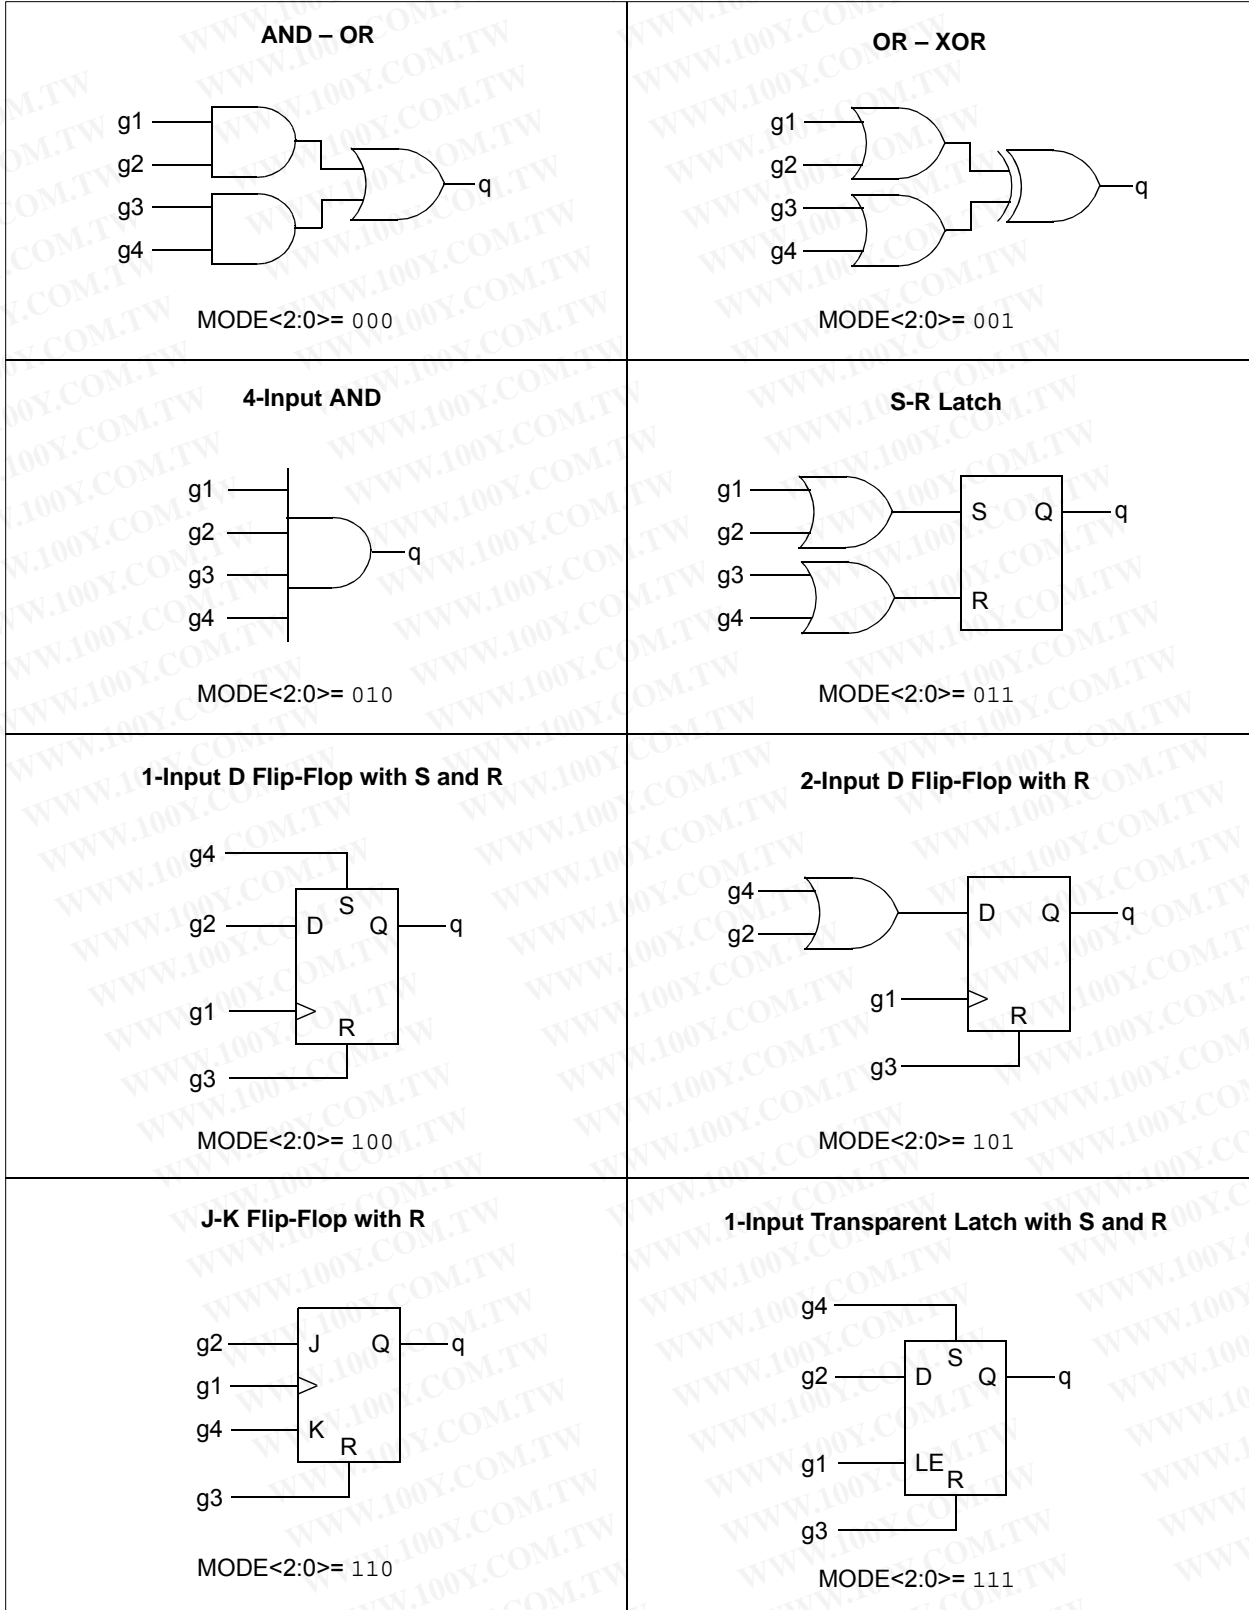 AND – OR
g1
g2
g3
g4
q
MODE<2:0>= 000
OR – XOR
g1
g2
g3
g4
q
MODE<2:0>= 001
4-Input AND
g1
g2
g3
g4
q
MODE<2:0>= 010
S-R Latch
g1
g2
g3
g4
S Q q
R
MODE<2:0>= 011
1-Input D Flip-Flop with S and R
g4
S
g2 D Q q
g1
R
g3
MODE<2:0>= 100
2-Input D Flip-Flop with R
g4
g2
D Q q
g1
R
g3
MODE<2:0>= 101
J-K Flip-Flop with R
g2 J Q q
g1
g4 K
R
g3
MODE<2:0>= 110
1-Input Transparent Latch with S and R
g4
S
g2 D Q q
g1 LE
R
g3
MODE<2:0>= 111
WWW.100Y.COM.TW